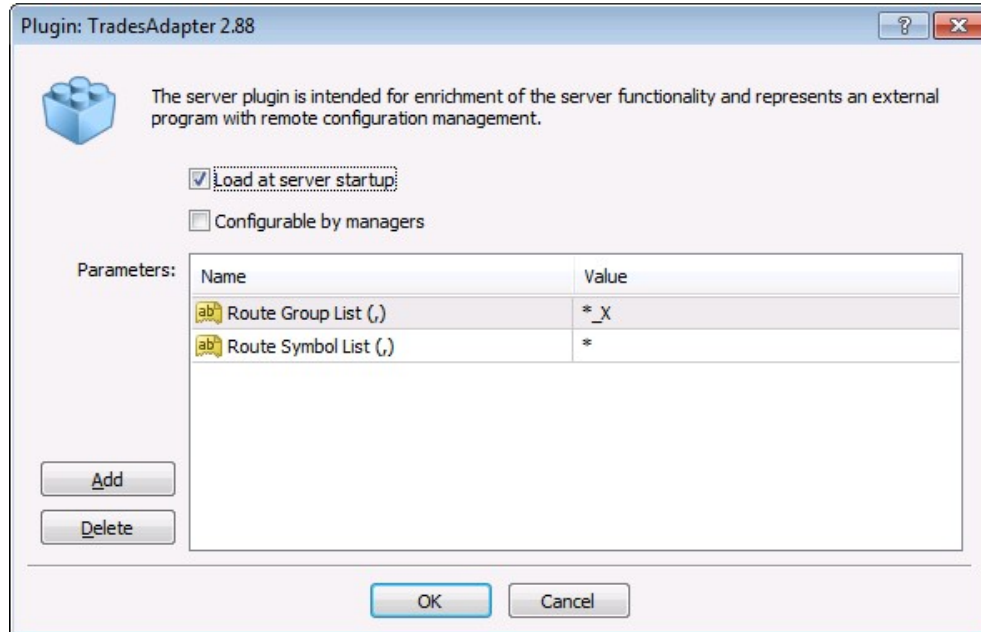 Plugin: TradesAdapter 2.88
The server plugin is intended for enrichment of the server functionality and represents an external
program with remote configuration management.
Load at server startup
Configurable by managers
Parameters:
Name Value
ab Route Group List (,) *_X
ab Route Symbol List (,) *
Add
Delete
OK Cancel